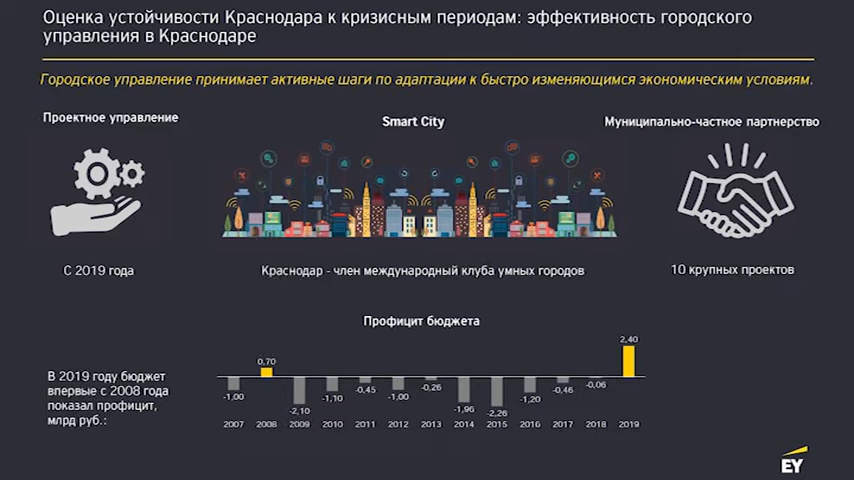 Оценка устойчивости Краснодара к кризисным периодам: эффективность городского
управления в Краснодаре
Городское управление принимает активные шаги по адаптации к быстро изменяющимся экономическим условиям.
Проектное управление
Smart City
Муниципально-частное партнерство
С 2019 года
Краснодар - член международный клуба умных городов
10 крупных проектов
Профицит бюджета
В 2019 году бюджет
впервые с 2008 года
показал профицит,
млрд руб.:
-1,00 0,70 -2,10 -1,10 -0,45 -1,00 -0,26 -1,96 -2,26 -1,20 -0,46 -0,06 2,40
2007 2008 2009 2010 2011 2012 2013 2014 2015 2016 2017 2018 2019
EY